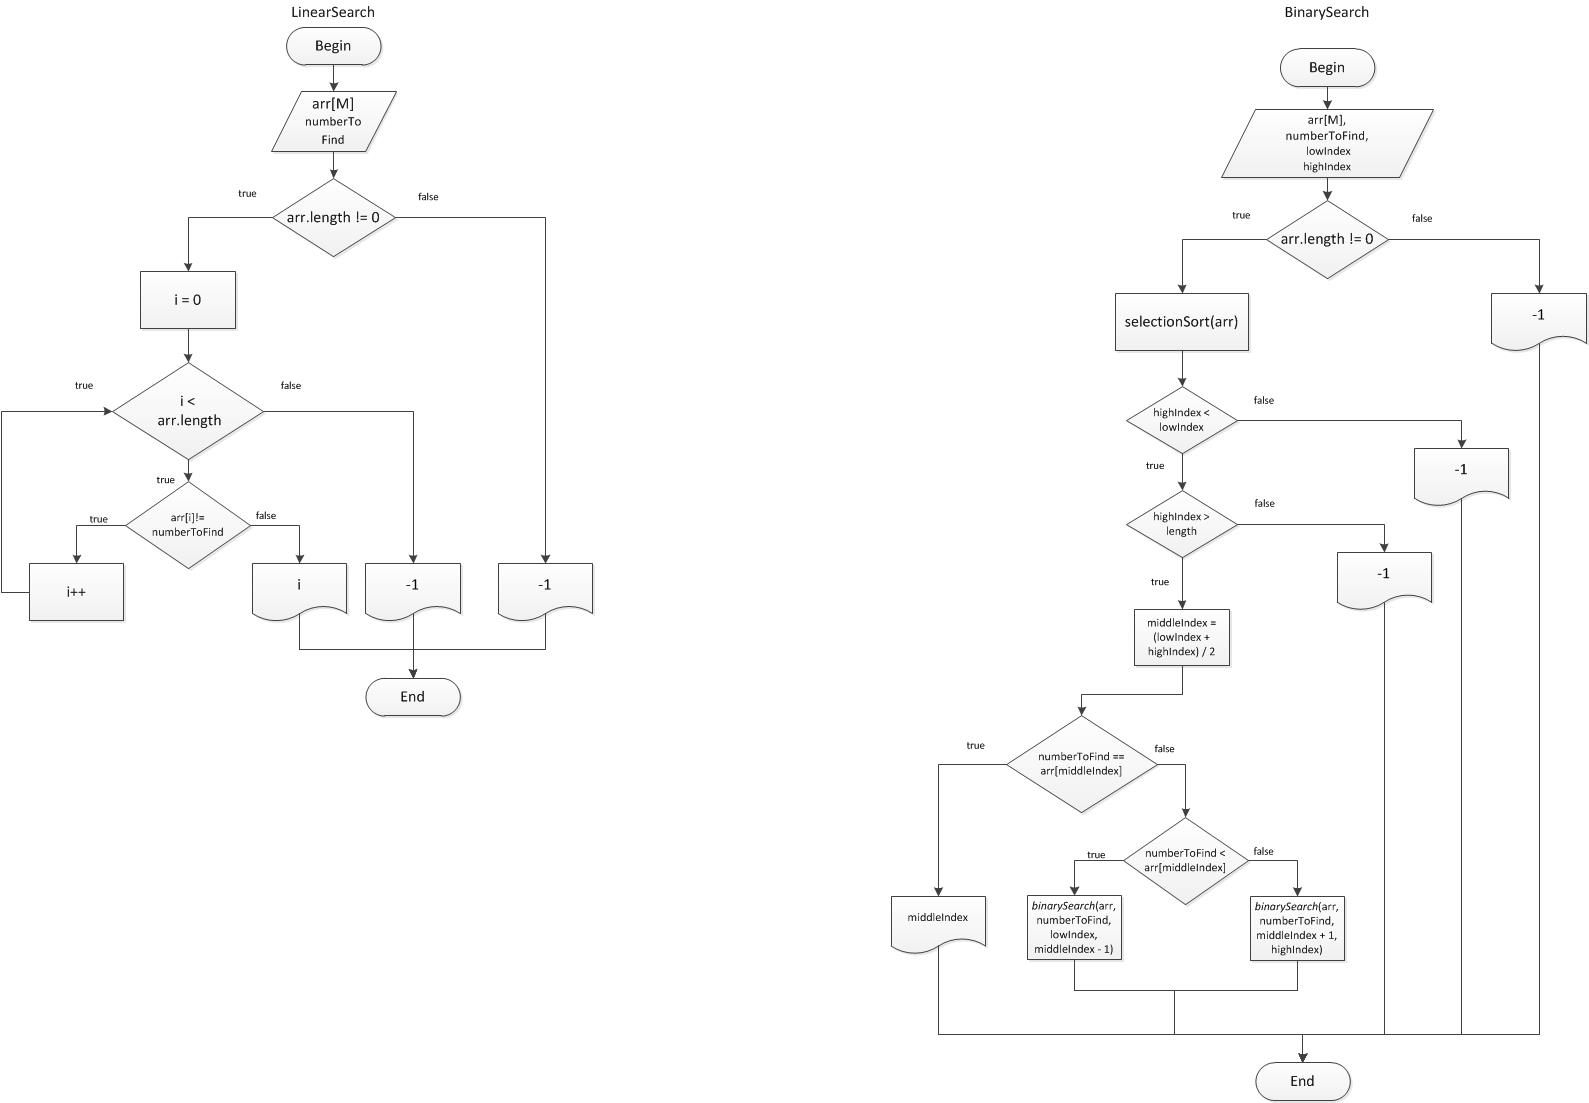 LinearSearch
Begin
arr[M]
numberTo
Find
true
false
arr.length != 0
i = 0
true
false
i <
arr.length
true
true
false
arr[i]!=
numberToFind
i++
i
-1
-1
End
BinarySearch
Begin
arr[M],
numberToFind,
lowIndex
highIndex
true
false
arr.length != 0
selectionSort(arr)
-1
highIndex <
lowIndex
false
true
-1
highIndex >
length
false
true
-1
middleIndex =
(lowIndex +
highIndex) / 2
true
false
numberToFind ==
arr[middleIndex]
true
false
numberToFind <
arr[middleIndex]
middleIndex
binarySearch(arr,
numberToFind,
lowIndex,
middleIndex - 1)
binarySearch(arr,
numberToFind,
middleIndex + 1,
highIndex)
End